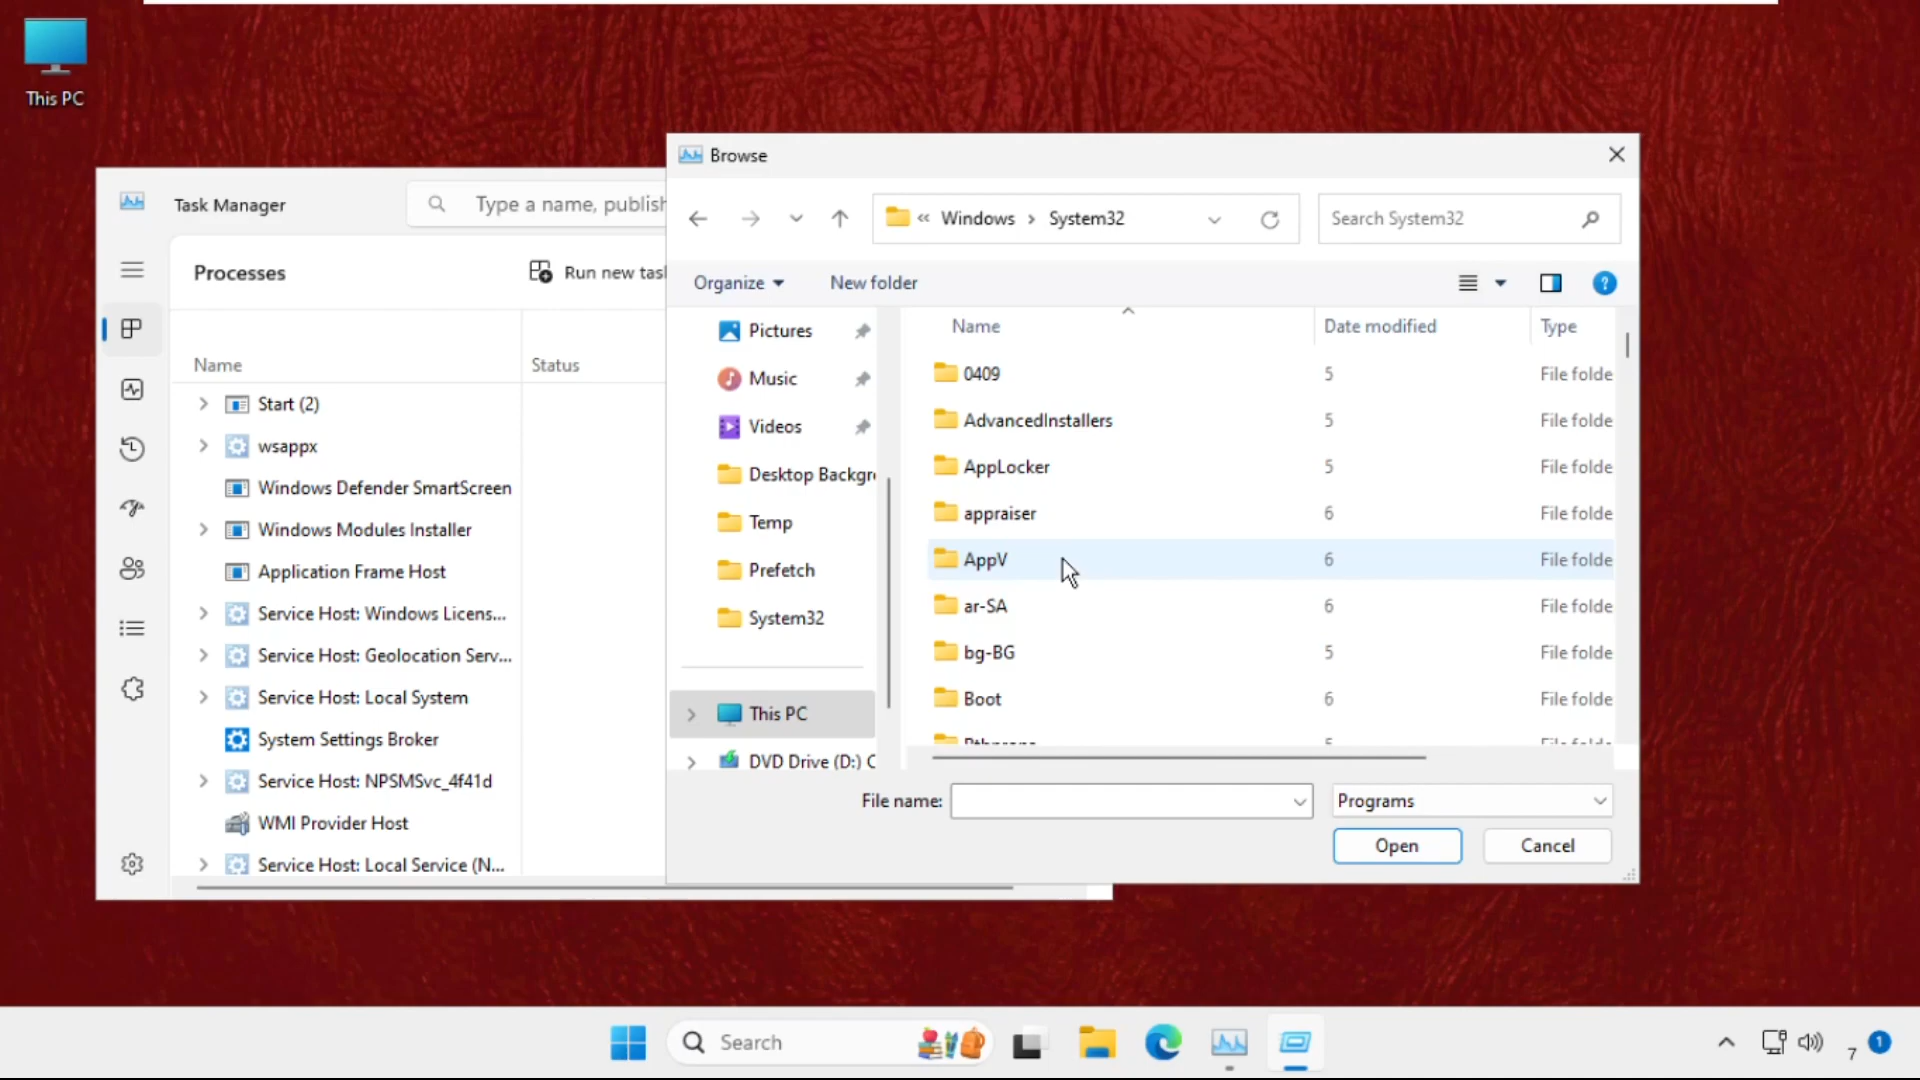 This PC
Task Manager
Type a name, publish
Processes
Run new tas
Name
Status
Start (2)
wsappx
Windows Defender SmartScreen
Windows Modules Installer
Application Frame Host
Service Host: Windows Licens...
Service Host: Geolocation Serv...
Service Host: Local System
System Settings Broker
Service Host: NPSMSvc_4f41d
WMI Provider Host
Service Host: Local Service (N...
Browse
« Windows › System32
Search System32
Organize
New folder
Pictures
Music
Videos
Desktop Backgr
Temp
Prefetch
System32
This PC
DVD Drive (D:) C
Name
Date modified
Type
0409 5 File folde
AdvancedInstallers 5 File folde
AppLocker 5 File folde
appraiser 6 File folde
AppV 6 File folde
ar-SA 6 File folde
bg-BG 5 File folde
Boot 6 File folde
File name:
Programs
Open
Cancel
Search
7
1